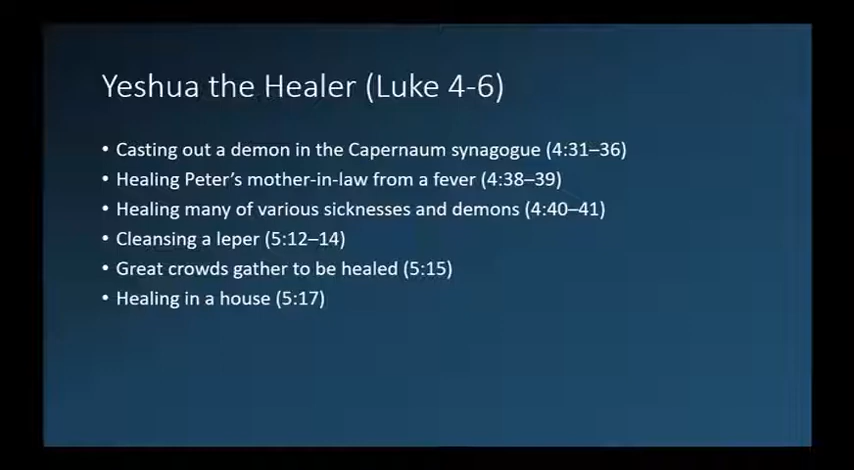 Yeshua the Healer (Luke 4-6)
• Casting out a demon in the Capernaum synagogue (4:31–36)
• Healing Peter’s mother-in-law from a fever (4:38–39)
• Healing many of various sicknesses and demons (4:40–41)
• Cleansing a leper (5:12–14)
• Great crowds gather to be healed (5:15)
• Healing in a house (5:17)